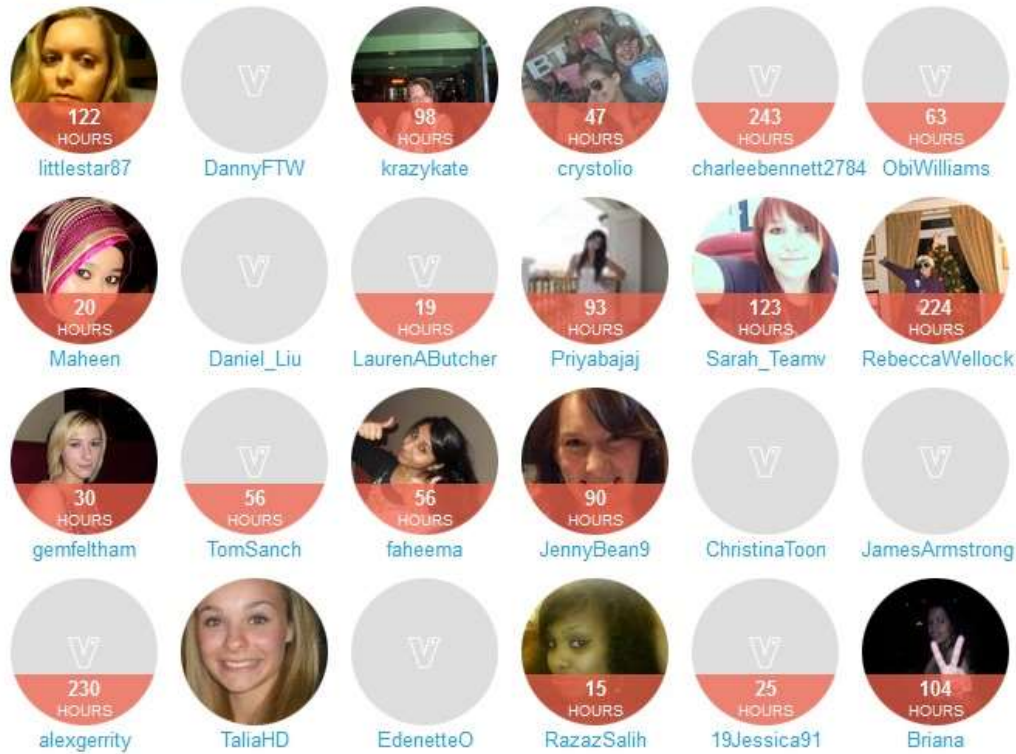 122
HOURS
littlestar87
DannyFTW
98
HOURS
krazykate
47
HOURS
crystolio
243
HOURS
charleebennett2784
63
HOURS
ObiWilliams
20
HOURS
Maheen
Daniel_Liu
19
HOURS
LaurenAButcher
93
HOURS
Priyabajaj
123
HOURS
Sarah_Teamv
224
HOURS
RebeccaWellock
30
HOURS
gemfeltham
56
HOURS
TomSanch
56
HOURS
faheema
90
HOURS
JennyBean9
ChristinaToon
JamesArmstrong
230
HOURS
alexgerrity
TaliaHD
EdenetteO
15
HOURS
RazazSalih
25
HOURS
19Jessica91
104
HOURS
Briana